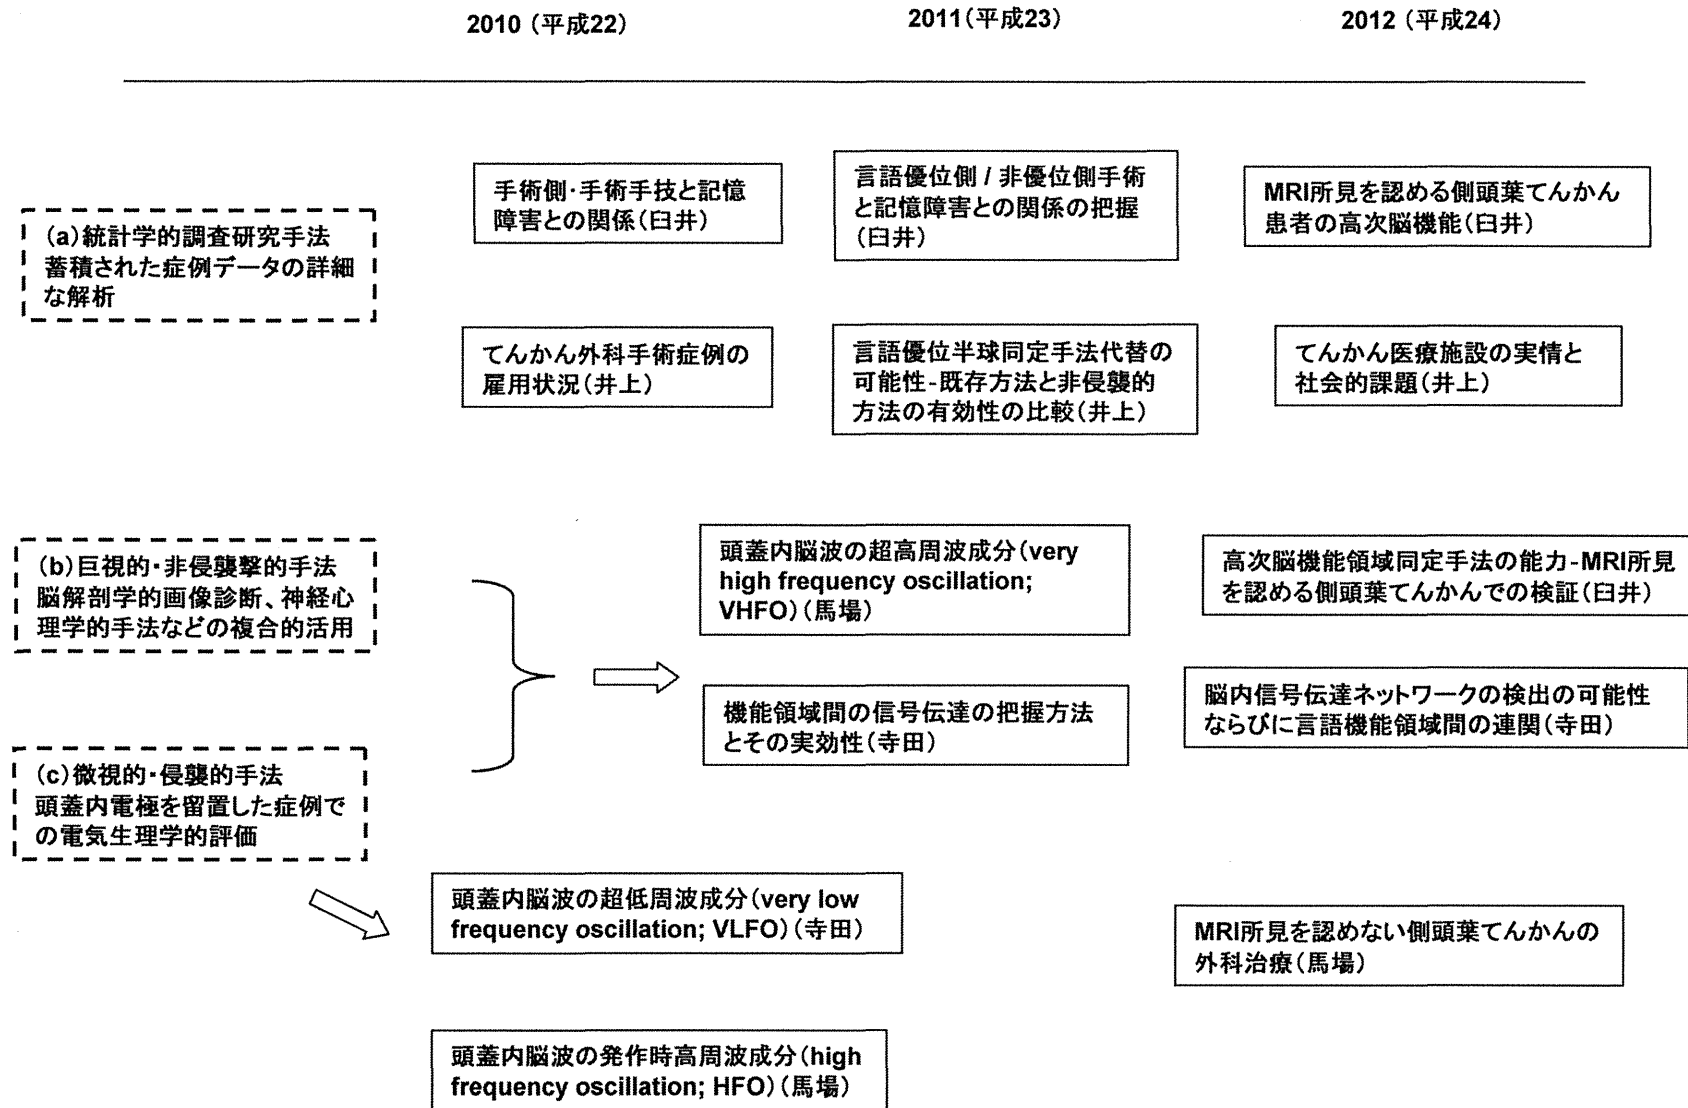 2010 (平成22)
2011(平成23)
2012 (平成24)
(a)統計学的調査研究手法
蓄積された症例データの詳細
な解析
手術側・手術手技と記憶
障害との関係(臼井)
言語優位側 / 非優位側手術
と記憶障害との関係の把握
(臼井)
MRI所見を認める側頭葉てんかん
患者の高次脳機能(臼井)
てんかん外科手術症例の
雇用状況(井上)
言語優位半球同定手法代替の
可能性-既存方法と非侵襲的
方法の有効性の比較(井上)
てんかん医療施設の実情と
社会的課題(井上)
(b)巨視的・非侵襲撃的手法
脳解剖学的画像診断、神経心
理学的手法などの複合的活用
頭蓋内脳波の超高周波成分(very
high frequency oscillation;
VHFO)(馬場)
高次脳機能領域同定手法の能力-MRI所見
を認める側頭葉てんかんでの検証(臼井)
機能領域間の信号伝達の把握方法
とその実効性(寺田)
脳内信号伝達ネットワークの検出の可能性
ならびに言語機能領域間の連関(寺田)
(c)微視的・侵襲的手法
頭蓋内電極を留置した症例で
の電気生理学的評価
頭蓋内脳波の超低周波成分(very low
frequency oscillation; VLFO)(寺田)
MRI所見を認めない側頭葉てんかんの
外科治療(馬場)
頭蓋内脳波の発作時高周波成分(high
frequency oscillation; HFO)(馬場)